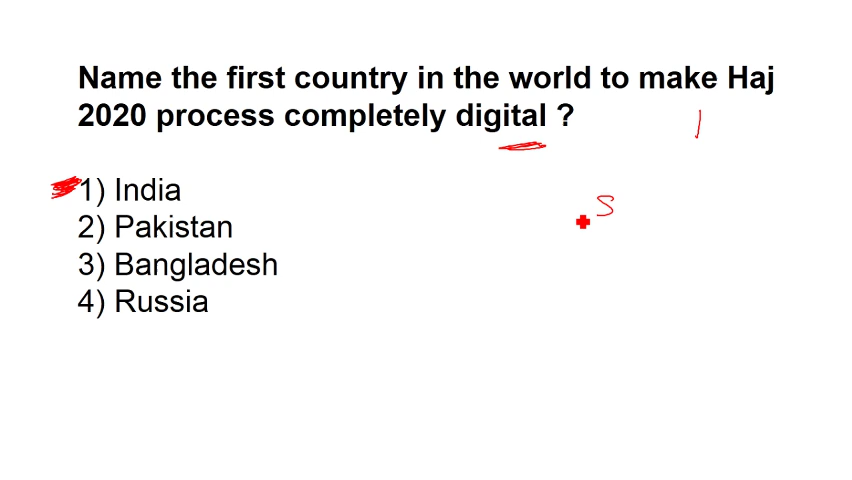 Name the first country in the world to make Haj
2020 process completely digital ?
1) India
S
2) Pakistan
3) Bangladesh
4) Russia